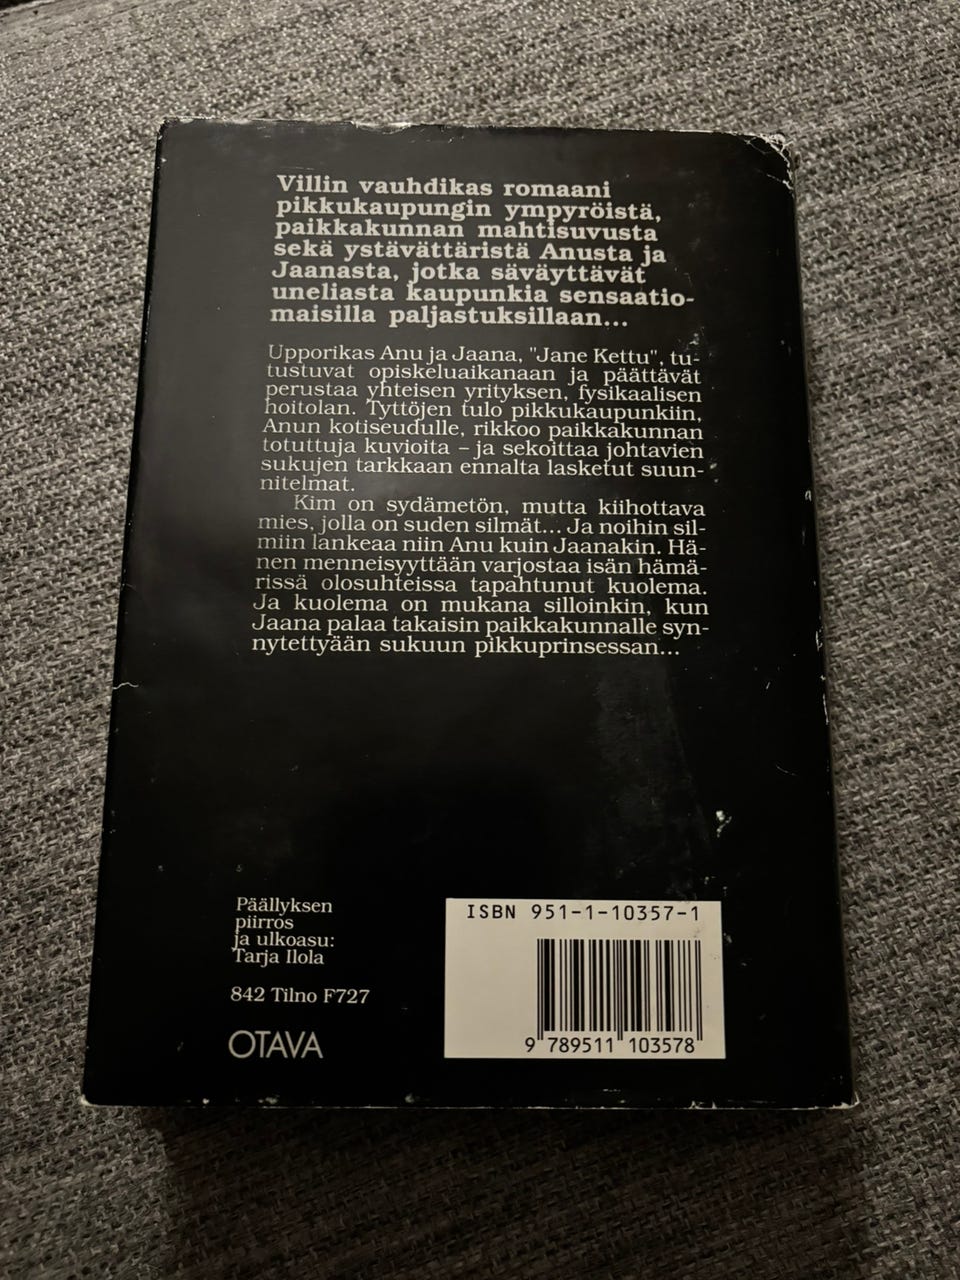 Villin vauhdikas romaani
pikkukaupungin ympyröistä,
paikkakunnan mahtisuvusta
sekä ystävättäristä Anusta ja
Jaanasta, jotka säväyttävät
uneliasta kaupunkia sensaatio-
maisilla paljastuksillaan...
Upporikas Anu ja Jaana, "Jane Kettu", tu-
tustuvat opiskeluaikanaan ja päättävät
perustaa yhteisen yrityksen, fysikaalisen
hoitolan. Tyttöjen tulo pikkukaupunkiin,
Anun kotiseudulle, rikkoo paikkakunnan
totuttuja kuvioita – ja sekoittaa johtavien
sukujen tarkkaan ennalta lasketut suun-
nitelmat.
Kim on sydämetön, mutta kiihottava
mies, jolla on suden silmät... Ja noihin sil-
miin lankeaa niin Anu kuin Jaanakin. Hä-
nen menneisyyttään varjostaa isän hämä-
rissä olosuhteissa tapahtunut kuolema.
Ja kuolema on mukana silloinkin, kun
Jaana palaa takaisin paikkakunnalle syn-
nytettyään sukuun pikkuprinsessan...
Päällyksen
piirros
ja ulkoasu:
Tarja Ilola
842 Tilno F727
OTAVA
ISBN 951-1-10357-1
9 789511 103578